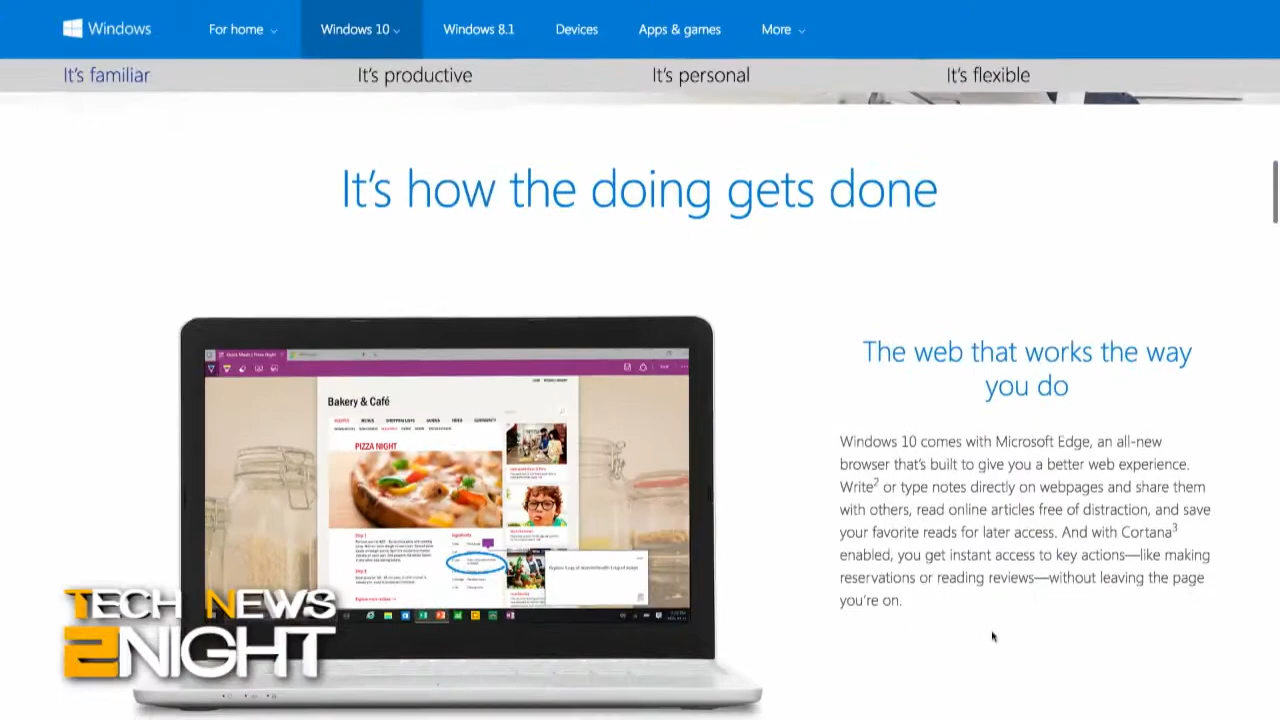 Windows
For home
Windows 10
Windows 8.1
Devices
Apps & games
More
It's familiar
It's productive
It's personal
It's flexible
It's how the doing gets done
The web that works the way
you do
Windows 10 comes with Microsoft Edge, an all-new
browser that's built to give you a better web experience.
Write2 or type notes directly on webpages and share them
with others, read online articles free of distraction, and save
your favorite reads for later access. And with Cortana3
enabled, you get instant access to key actions—like making
reservations or reading reviews—without leaving the page
you're on.
Bakery & Café
PIZZA NIGHT
TECH NEWS
2NIGHT